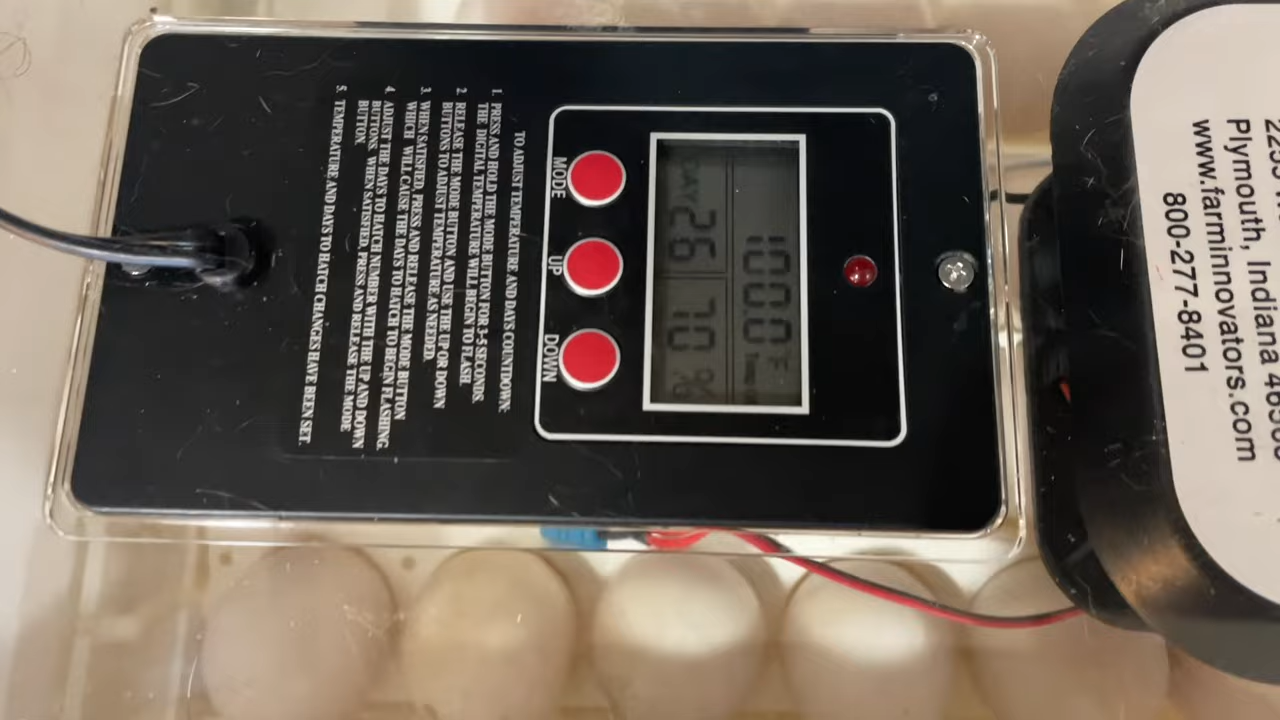 TO ADJUST TEMPERATURE AND DAYS COUNTDOWN:
1. PRESS AND HOLD THE MODE BUTTON FOR 3-5 SECONDS.
THE DIGITAL TEMPERATURE WILL BEGIN TO FLASH.
2. RELEASE THE MODE BUTTON AND USE THE UP OR DOWN
BUTTONS TO ADJUST TEMPERATURE AS NEEDED.
3. WHEN SATISFIED, PRESS AND RELEASE THE MODE BUTTON
WHICH WILL CAUSE THE DAYS TO HATCH TO BEGIN FLASHING.
4. ADJUST THE DAYS TO HATCH NUMBER WITH THE UP AND DOWN
BUTTONS. WHEN SATISFIED, PRESS AND RELEASE THE MODE
BUTTON.
5. TEMPERATURE AND DAYS TO HATCH CHANGES HAVE BEEN SET.
MODE
UP
DOWN
100.0 F Temp
DAY 26 70 %
Plymouth, Indiana
www.farminnovators.com
800-277-8401